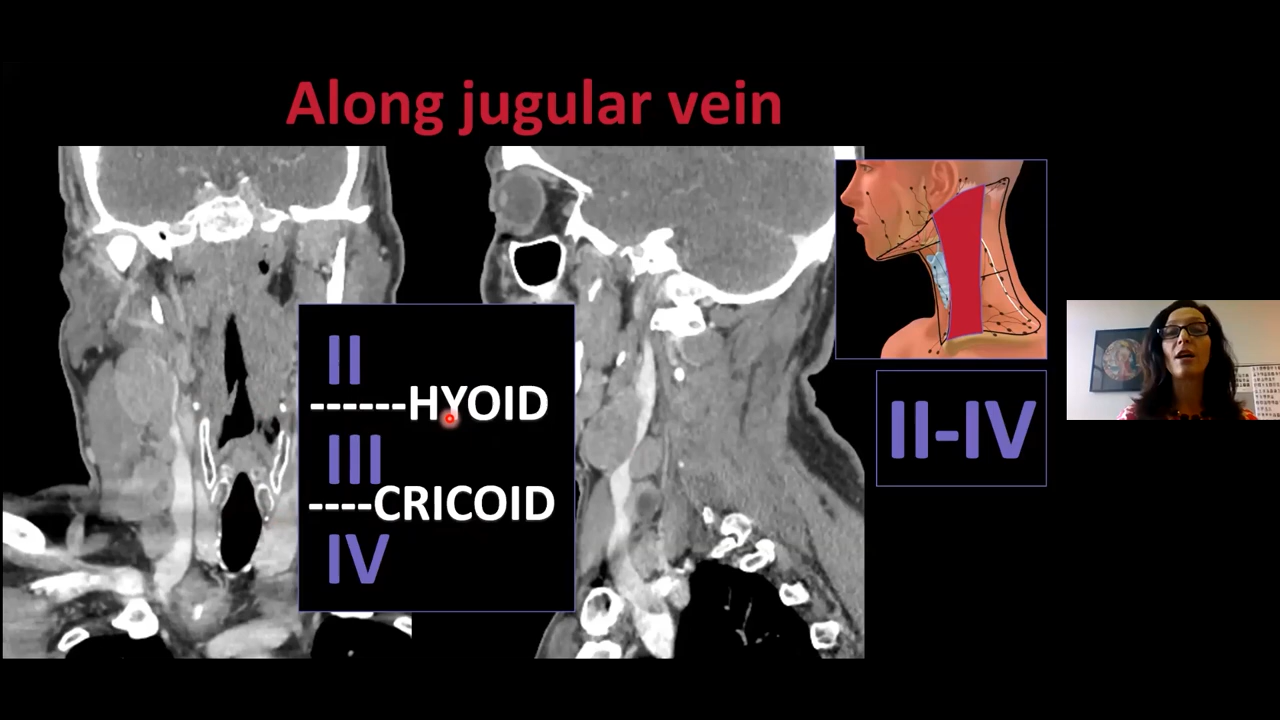 Along jugular vein
II
------HYOID
III
----CRICOID
IV
II-IV